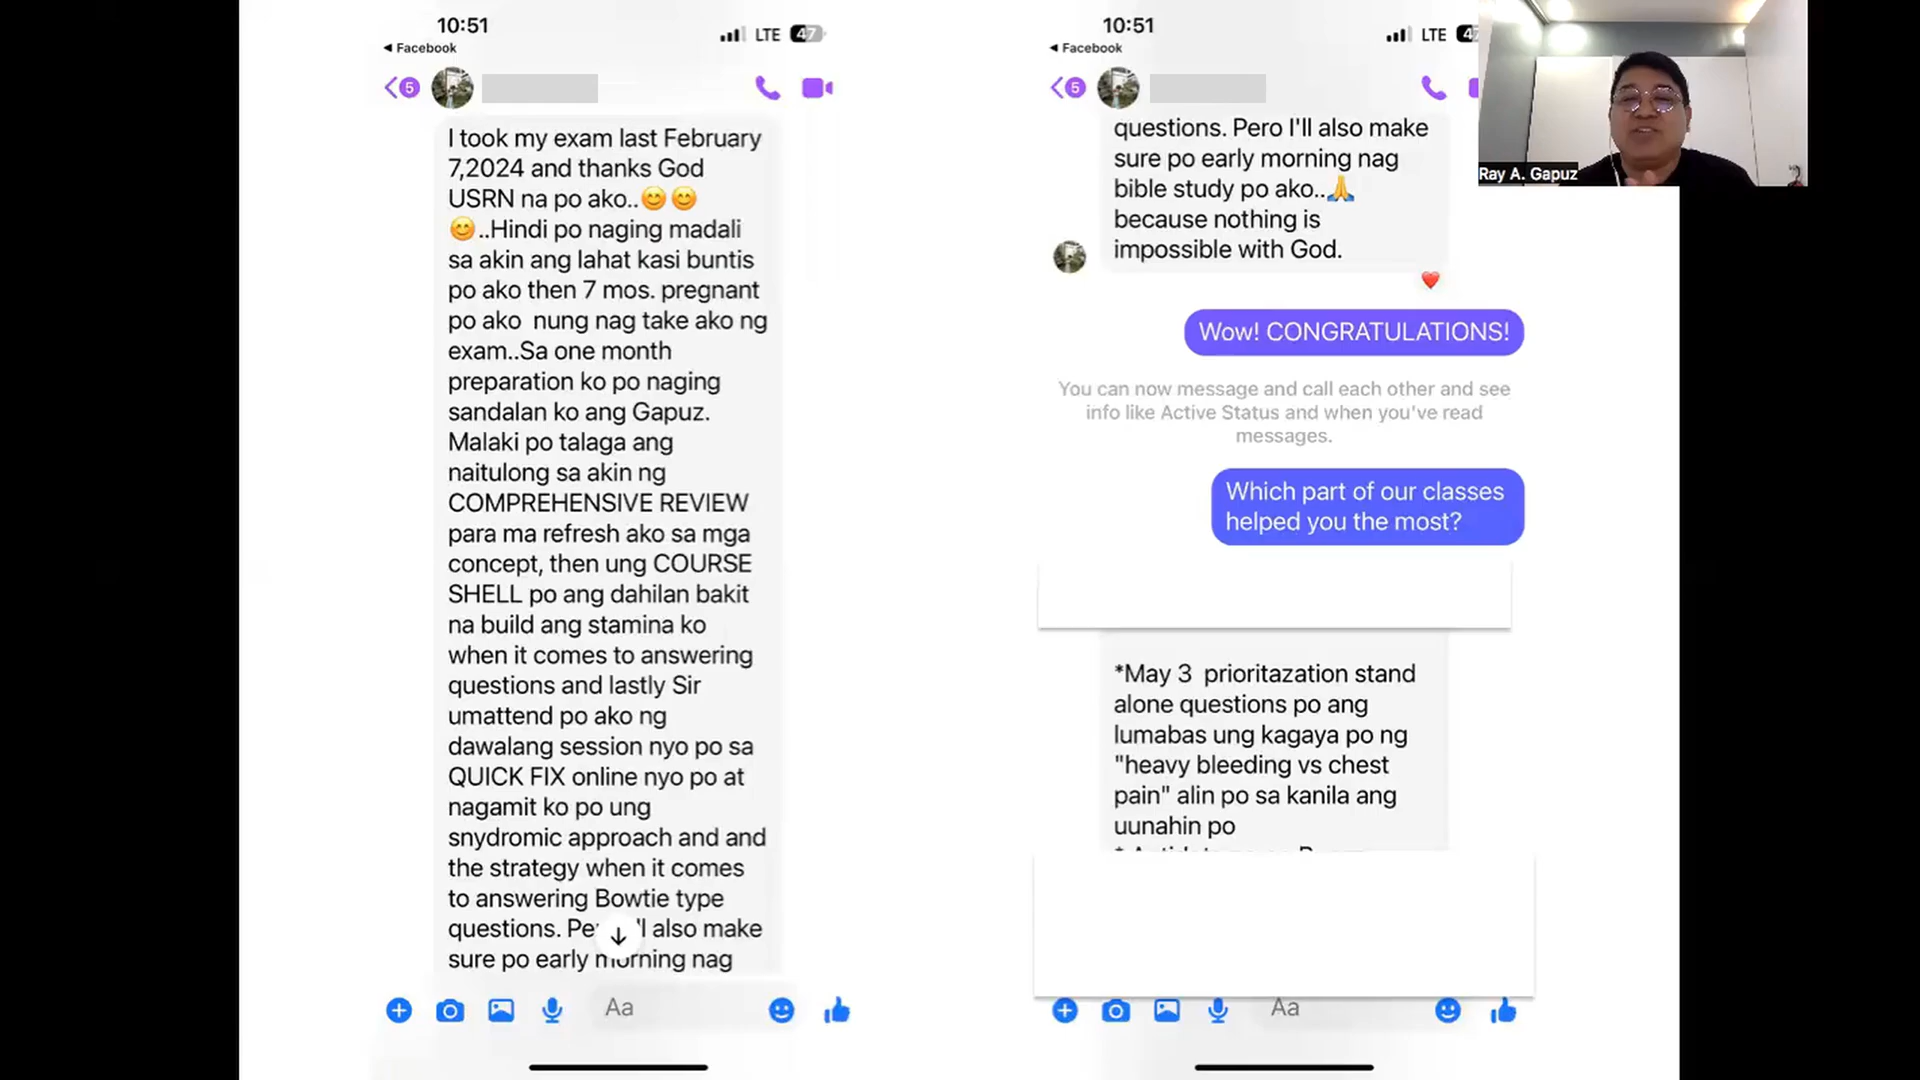 10:51
LTE 47
Facebook
5
I took my exam last February
7,2024 and thanks God
USRN na po ako..😊😊
😊..Hindi po naging madali
sa akin ang lahat kasi buntis
po ako then 7 mos. pregnant
po ako nung nag take ako ng
exam..Sa one month
preparation ko po naging
sandalan ko ang Gapuz.
Malaki po talaga ang
naitulong sa akin ng
COMPREHENSIVE REVIEW
para ma refresh ako sa mga
concept, then ung COURSE
SHELL po ang dahilan bakit
na build ang stamina ko
when it comes to answering
questions and lastly Sir
umattend po ako ng
dawalang session nyo po sa
QUICK FIX online nyo po at
nagamit ko po ung
snydromic approach and and
the strategy when it comes
to answering Bowtie type
questions. Pe 'll also make
sure po early morning nag
Aa
10:51
LTE
Facebook
5
questions. Pero I'll also make
sure po early morning nag
bible study po ako..🙏
because nothing is
impossible with God.
Wow! CONGRATULATIONS!
You can now message and call each other and see
info like Active Status and when you've read
messages.
Which part of our classes
helped you the most?
*May 3 prioritazation stand
alone questions po ang
lumabas ung kagaya po ng
"heavy bleeding vs chest
pain" alin po sa kanila ang
uunahin po
Aa
Ray A. Gapuz